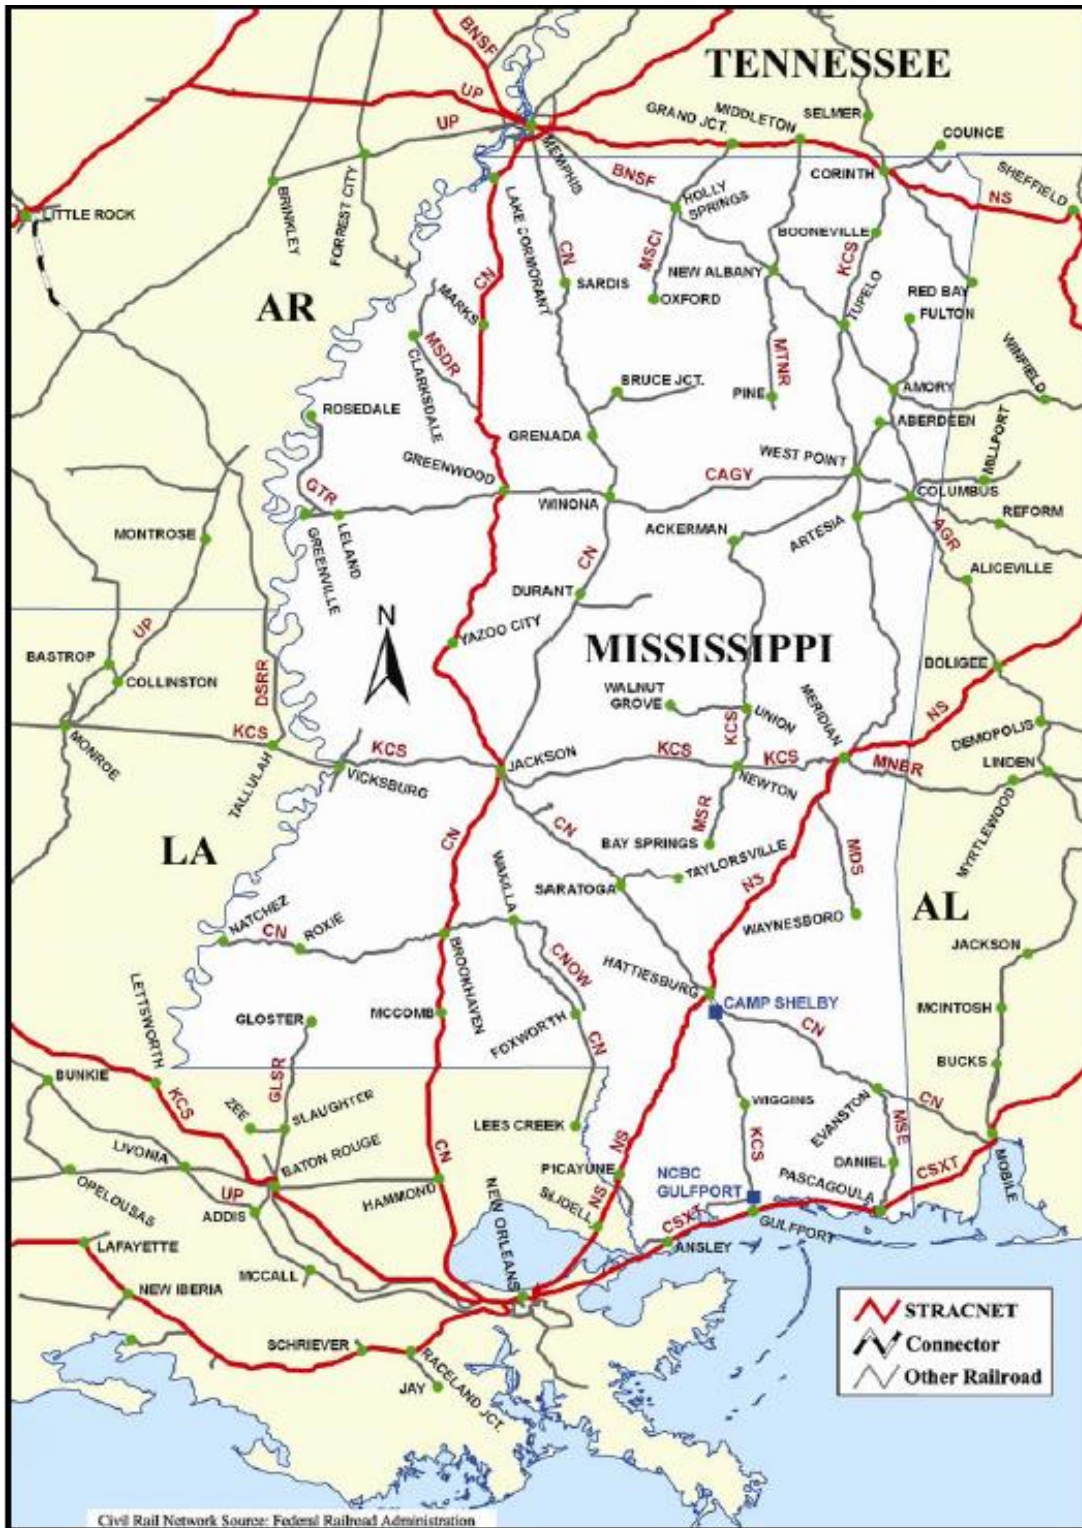 BNSF
TENNESSEE
UP
UP
GRAND JCT.
MIDDLETON
SELMER
COUNCE
MEMPHIS
BNSF
CORINTH
SHEFFIELD
NS
LITTLE ROCK
BRINKLEY
FORREST CITY
LAKE CORMORANT
HOLLY
SPRINGS
BOONEVILLE
KCS
CN
CN
MSCI
NEW ALBANY
SARDIS
OXFORD
RED BAY
FULTON
AR
MARKS
TUPELO
WINFIELD
MSDR
CLARKSDALE
MTNR
BRUCE JCT.
PINE
AMORY
ROSEDALE
ABERDEEN
GRENADA
MILLPORT
GREENWOOD
WEST POINT
CAGY
GTR
WINONA
COLUMBUS
REFORM
MONTROSE
GREENVILLE
LELAND
ACKERMAN
ARTESIA
AGR
CN
ALICEVILLE
DURANT
N
YAZOO CITY
MISSISSIPPI
UP
BASTROP
COLLINSTON
DSRR
BOLIGEE
WALNUT
GROVE
UNION
MERIDIAN
NS
KCS
DEMOPOLIS
MONROE
KCS
KCS
JACKSON
KCS
KCS
MNBR
LINDEN
TALLULAH
VICKSBURG
NEWTON
MYRTLEWOOD
CN
CN
MSR
MDS
BAY SPRINGS
LA
WAKILLA
TAYLORSVILLE
SARATOGA
NS
WAYNESBORO
AL
NATCHEZ
CN
ROXIE
JACKSON
BROOKHAVEN
CNOW
HATTIESBURG
LETTSWORTH
CAMP SHELBY
GLOSTER
MCCOMB
FOXWORTH
MCINTOSH
CN
CN
BUCKS
BUNKIE
KCS
GLSR
WIGGINS
EVANSTON
CN
ZEE
SLAUGHTER
LEES CREEK
KCS
MSE
NS
LIVONIA
BATON ROUGE
CN
PICAYUNE
NCBC
GULFPORT
DANIEL
PASCAGOULA
CSXT
MOBILE
OPELOUSAS
UP
ADDIS
HAMMOND
NEW ORLEANS
SLIDELL
NS
CSXT
GULFPORT
LAFAYETTE
ANSLEY
MCCALL
NEW IBERIA
STRACNET
Connector
Other Railroad
SCHRIEVER
RACELAND JCT.
JAY
Civil Rail Network Source: Federal Railroad Administration